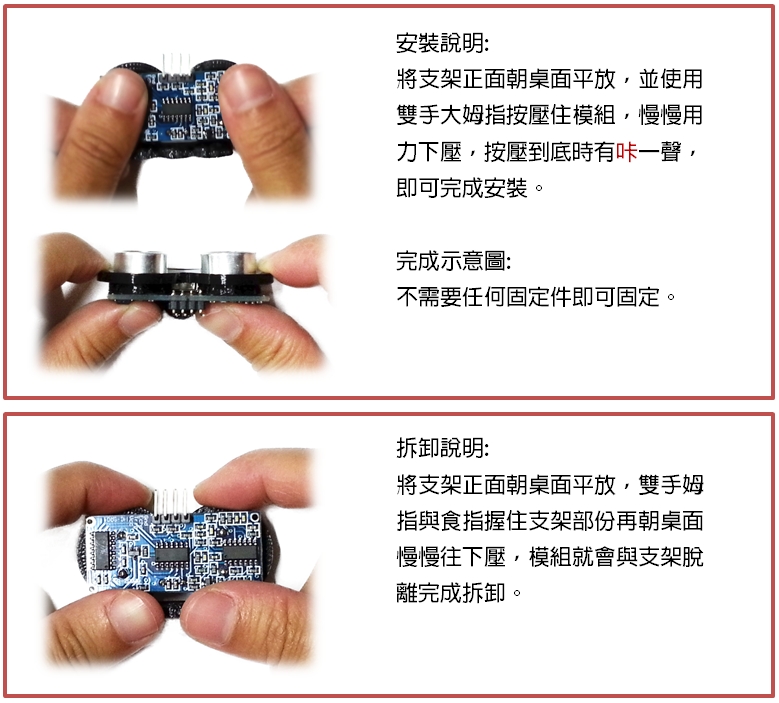 安裝說明:
將支架正面朝桌面平放，並使用
雙手大姆指按壓住模組，慢慢用
力下壓，按壓到底時有咔一聲，
即可完成安裝。
完成示意圖:
不需要任何固定件即可固定。
拆卸說明:
將支架正面朝桌面平放，雙手姆
指與食指握住支架部份再朝桌面
慢慢往下壓，模組就會與支架脫
離完成拆卸。